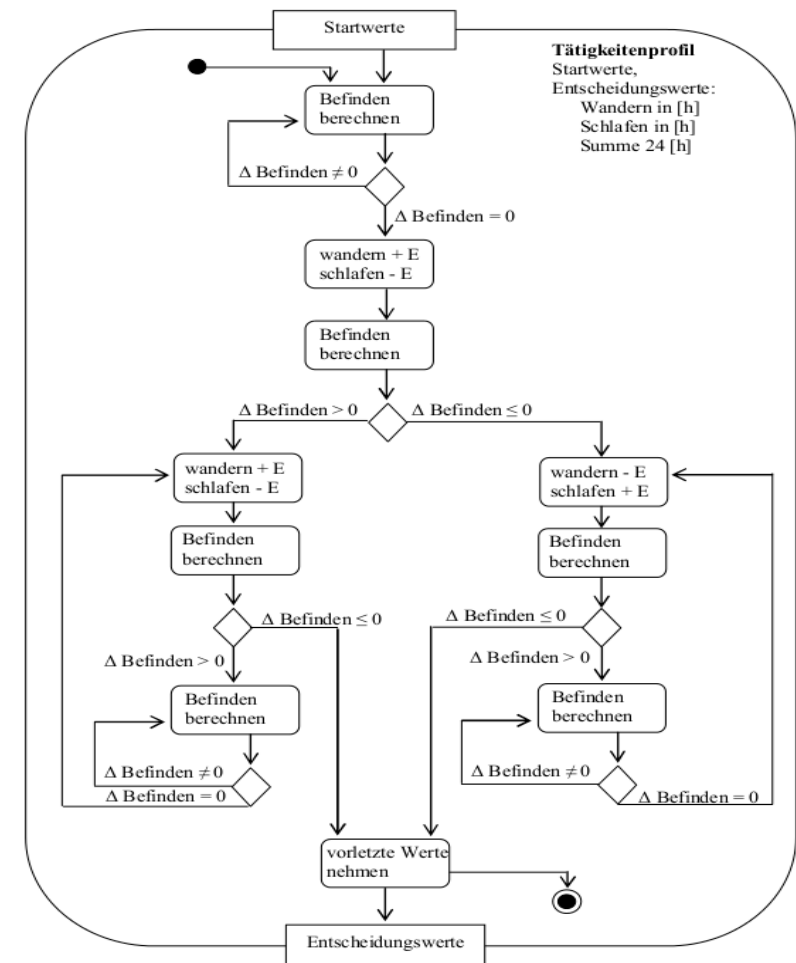 Startwerte
Tätigkeitenprofil
Startwerte,
Entscheidungswerte:
Wandern in [h]
Schlafen in [h]
Summe 24 [h]
Befinden
berechnen
Δ Befinden ≠ 0
Δ Befinden = 0
wandern + E
schlafen - E
Befinden
berechnen
Δ Befinden > 0
Δ Befinden ≤ 0
wandern + E
schlafen - E
wandern - E
schlafen + E
Befinden
berechnen
Befinden
berechnen
Δ Befinden ≤ 0
Δ Befinden ≤ 0
Δ Befinden > 0
Δ Befinden > 0
Befinden
berechnen
Befinden
berechnen
Δ Befinden ≠ 0
Δ Befinden = 0
Δ Befinden ≠ 0
Δ Befinden = 0
vorletzte Werte
nehmen
Entscheidungswerte